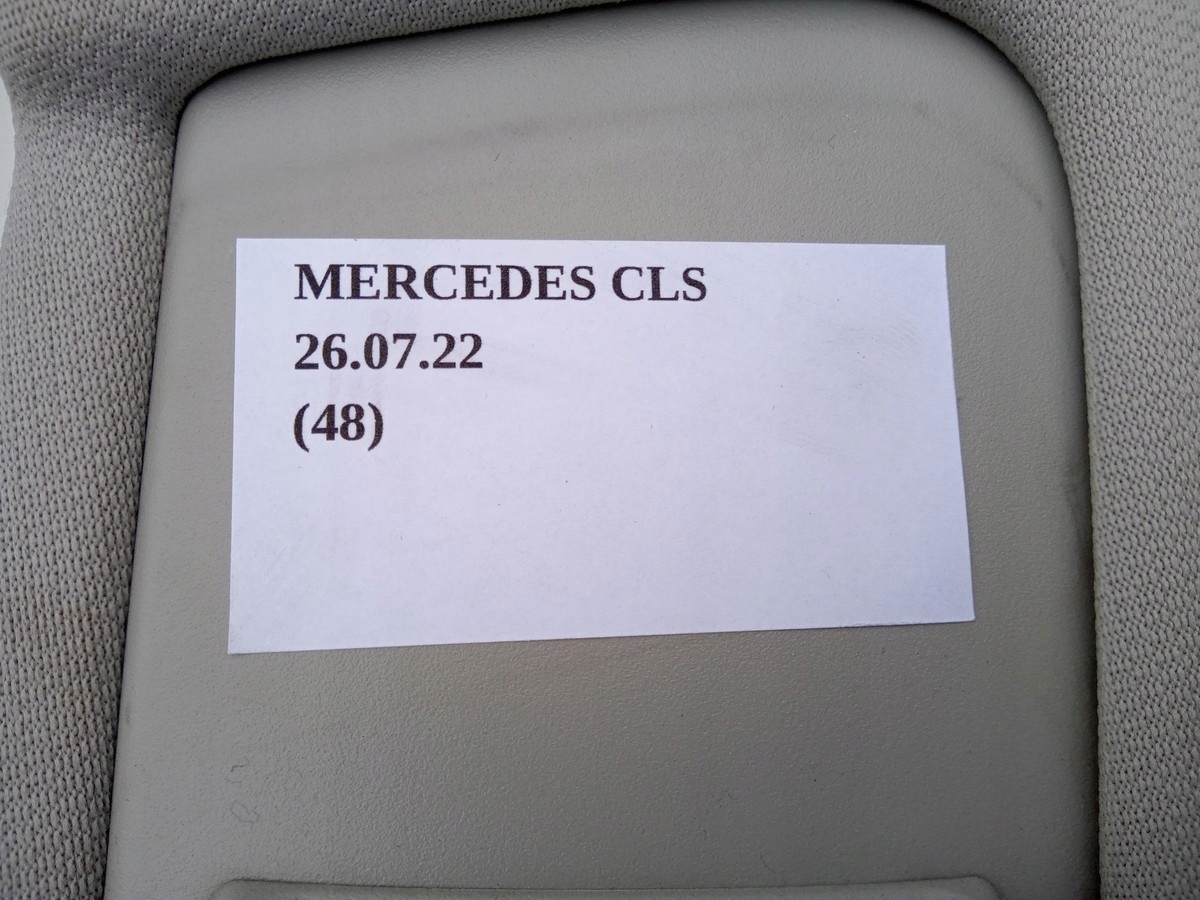 MERCEDES CLS
26.07.22
(48)